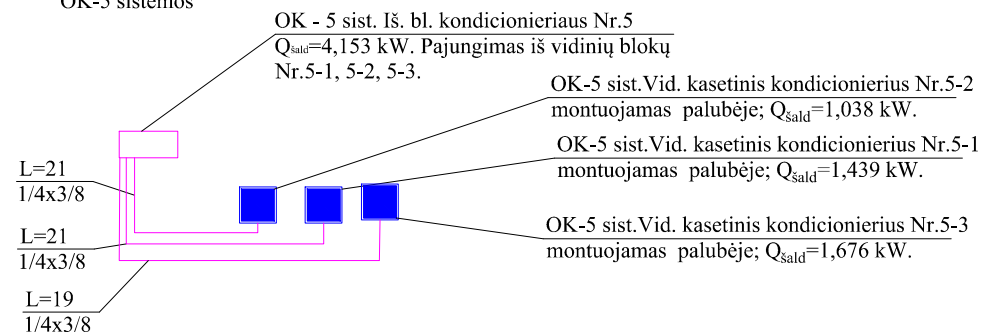 OK-5 sistemos
OK - 5 sist. Iš. bl. kondicionieriaus Nr.5
Qšald=4,153 kW. Pajungimas iš vidinių blokų
Nr.5-1, 5-2, 5-3.
OK-5 sist.Vid. kasetinis kondicionierius Nr.5-2
montuojamas palubėje; Qšald=1,038 kW.
OK-5 sist.Vid. kasetinis kondicionierius Nr.5-1
montuojamas palubėje; Qšald=1,439 kW.
L=21
1/4x3/8
OK-5 sist.Vid. kasetinis kondicionierius Nr.5-3
montuojamas palubėje; Qšald=1,676 kW.
L=21
1/4x3/8
L=19
1/4x3/8